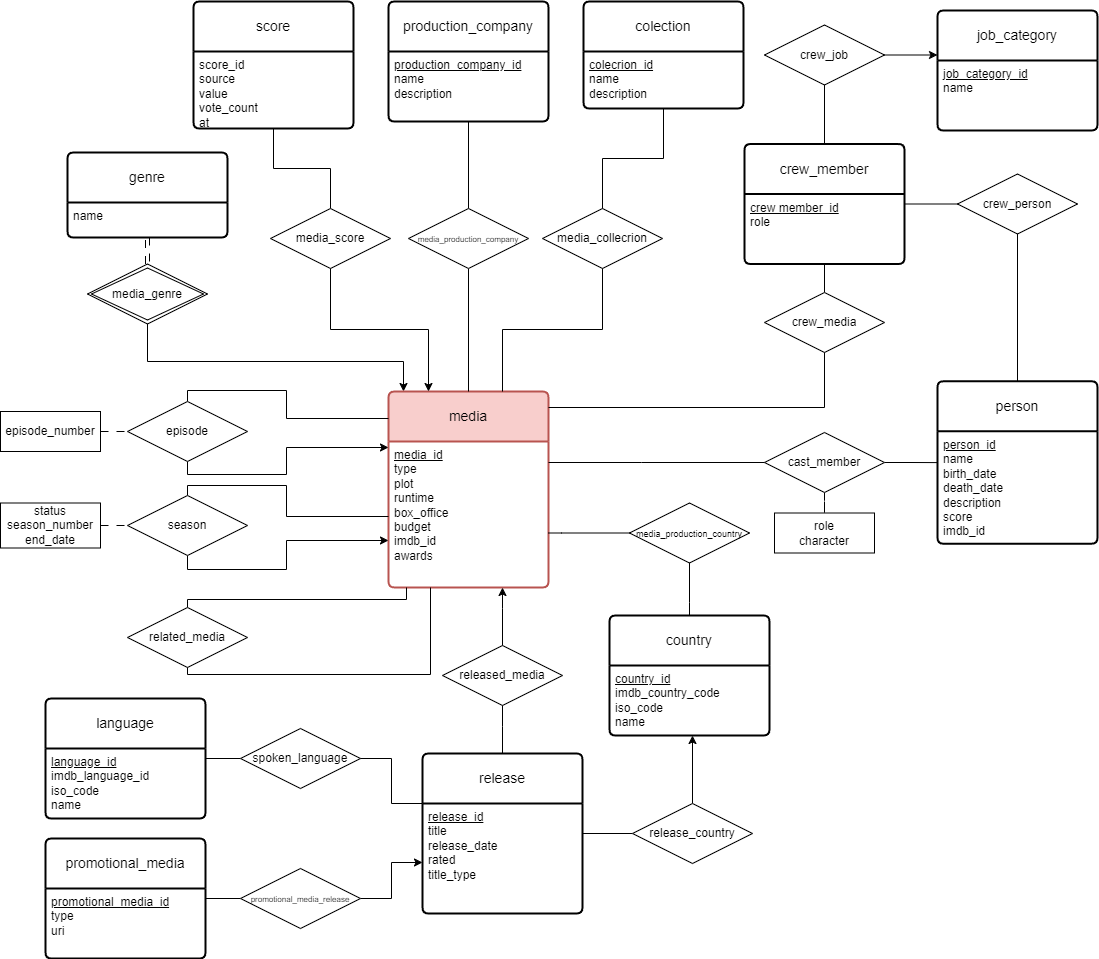 score
score_id
source
value
vote_count
at
production_company
production_company_id
name
description
colection
colecrion_id
name
description
crew_job
job_category
job_category_id
name
genre
name
crew_member
crew member_id
role
crew_person
media_score
media_production_company
media_collecrion
media_genre
crew_media
media
media_id
type
plot
runtime
box_office
budget
imdb_id
awards
episode_number
episode
status
season_number
end_date
season
cast_member
role
character
person
person_id
name
birth_date
death_date
description
score
imdb_id
media_production_country
related_media
released_media
country
country_id
imdb_country_code
iso_code
name
language
language_id
imdb_language_id
iso_code
name
spoken_language
release
release_id
title
release_date
rated
title_type
release_country
promotional_media
promotional_media_id
type
uri
promotional_media_release